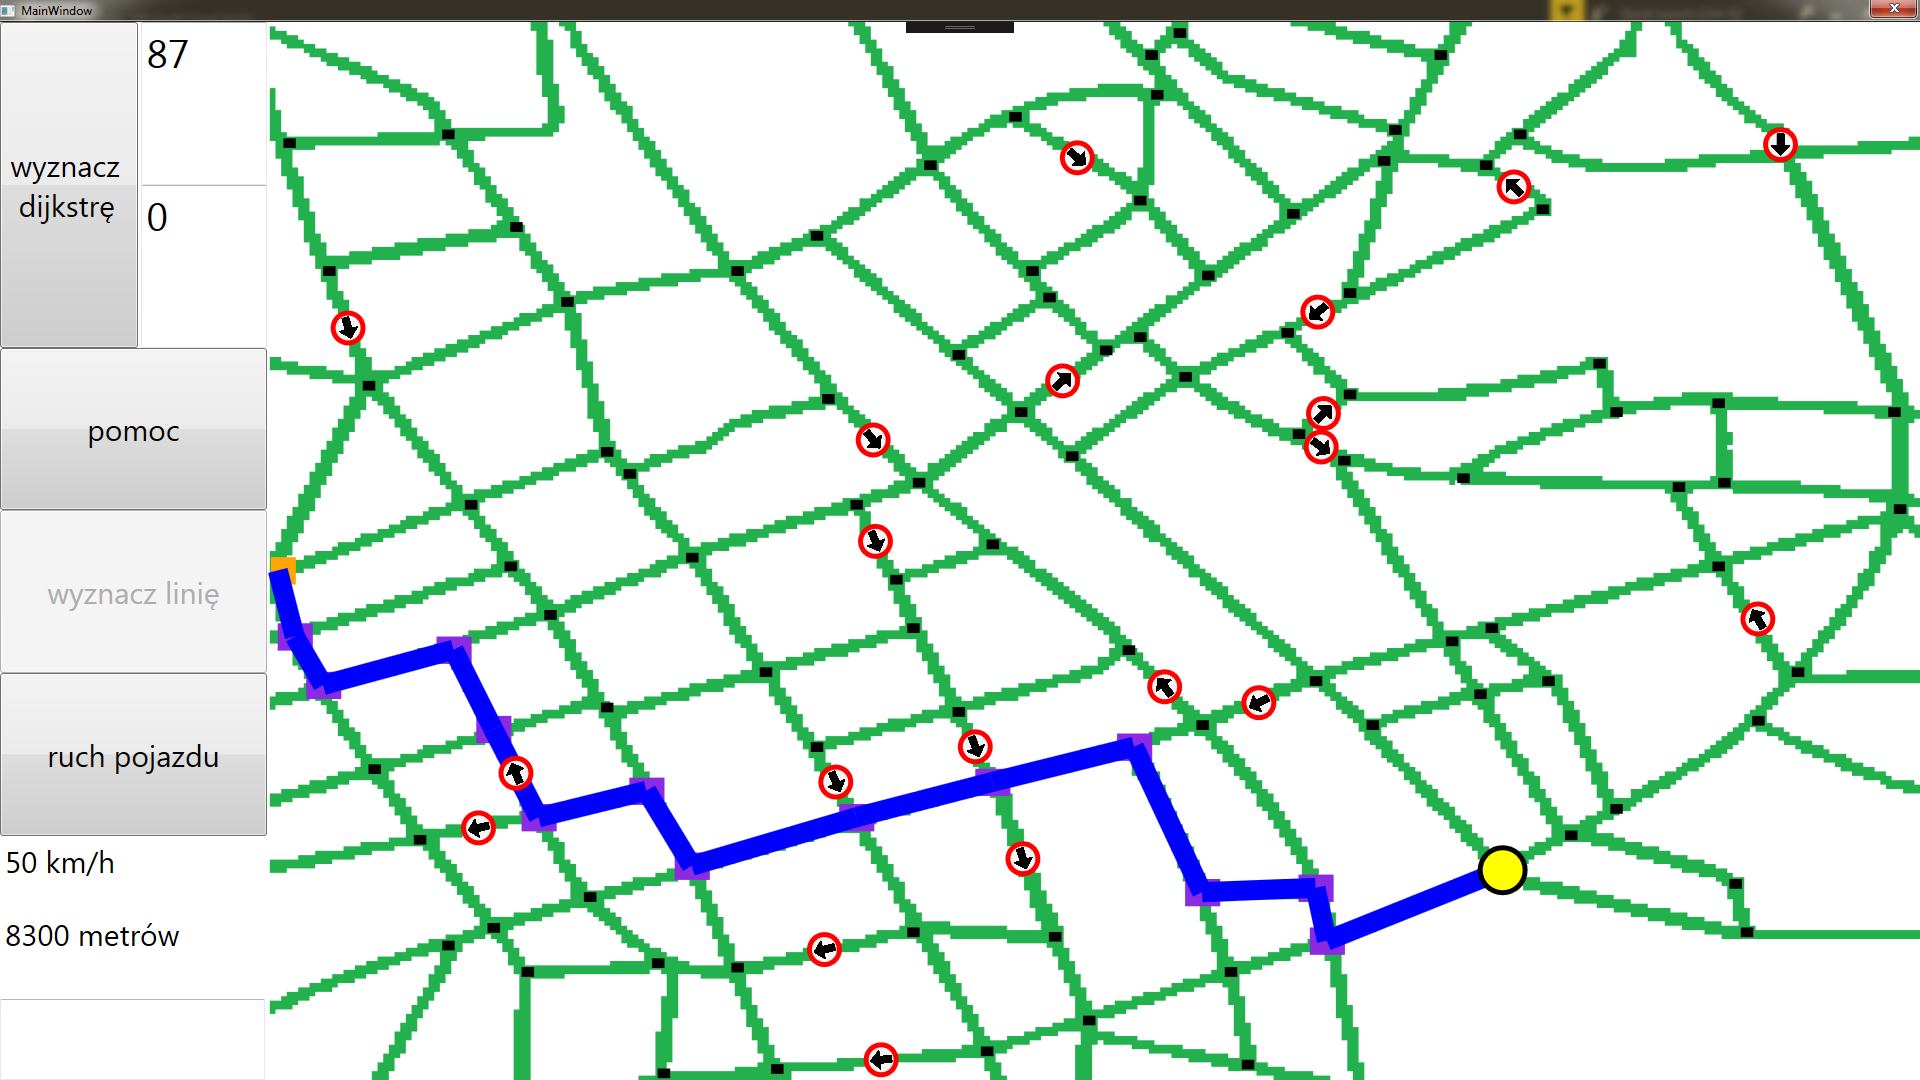 MainWindow
87
wyznacz
dijkstrę
0
pomoc
wyznacz linię
ruch pojazdu
50 km/h
8300 metrów